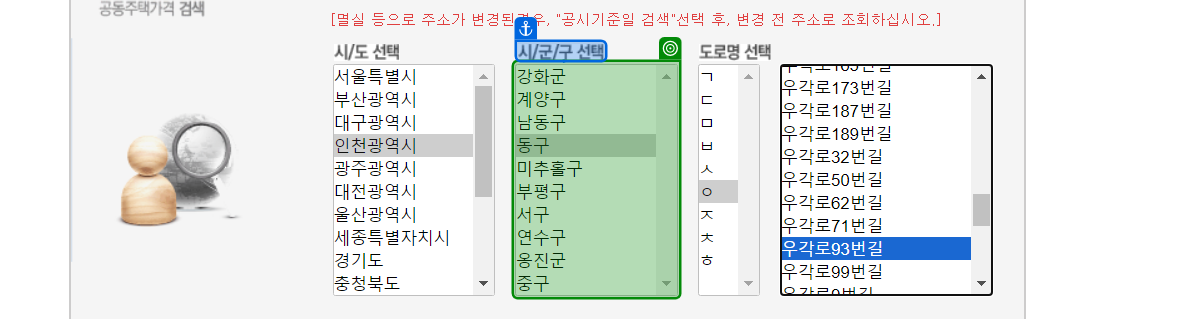 공동주택가격 검색
[멸실 등으로 주소가 변경된경우, "공시기준일 검색"선택 후, 변경 전 주소로 조회하십시오.]
시/도 선택
서울특별시
부산광역시
대구광역시
인천광역시
광주광역시
대전광역시
울산광역시
세종특별자치시
경기도
충청북도
시/군/구 선택
강화군
계양구
남동구
동구
미추홀구
부평구
서구
연수구
옹진군
중구
도로명 선택
ㄱ
ㄷ
ㅁ
ㅂ
ㅅ
ㅇ
ㅈ
ㅊ
ㅎ
우각로173번길
우각로187번길
우각로189번길
우각로32번길
우각로50번길
우각로62번길
우각로71번길
우각로93번길
우각로99번길